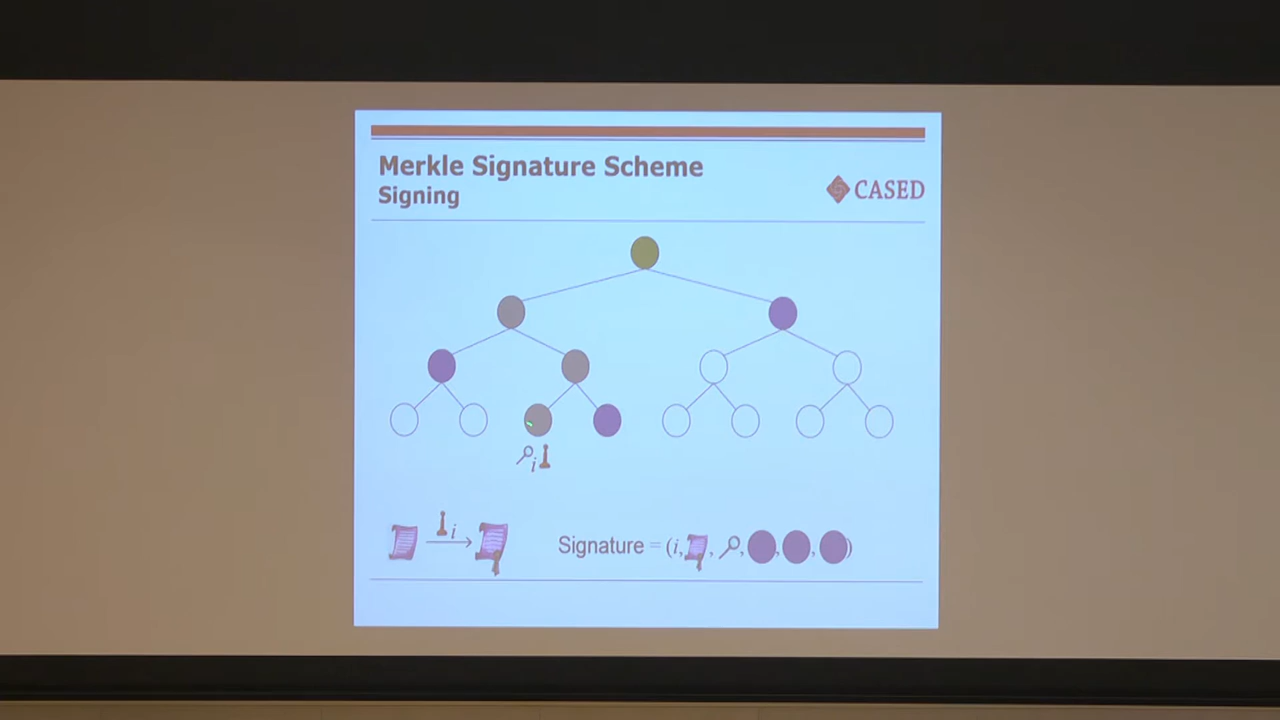 Merkle Signature Scheme
Signing
CASED
i
i
Signature = (i, , , , , )